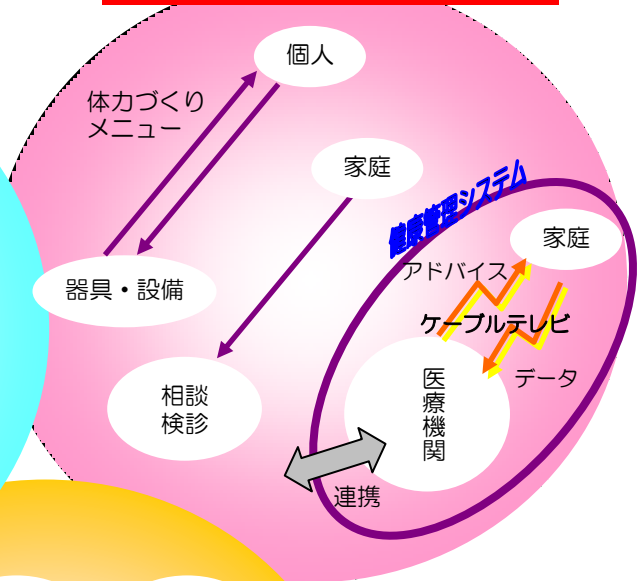 個人
体力づくり
メニュー
家庭
健康管理システム
家庭
アドバイス
器具・設備
ケーブルテレビ
医療機関
データ
相談
検診
連携